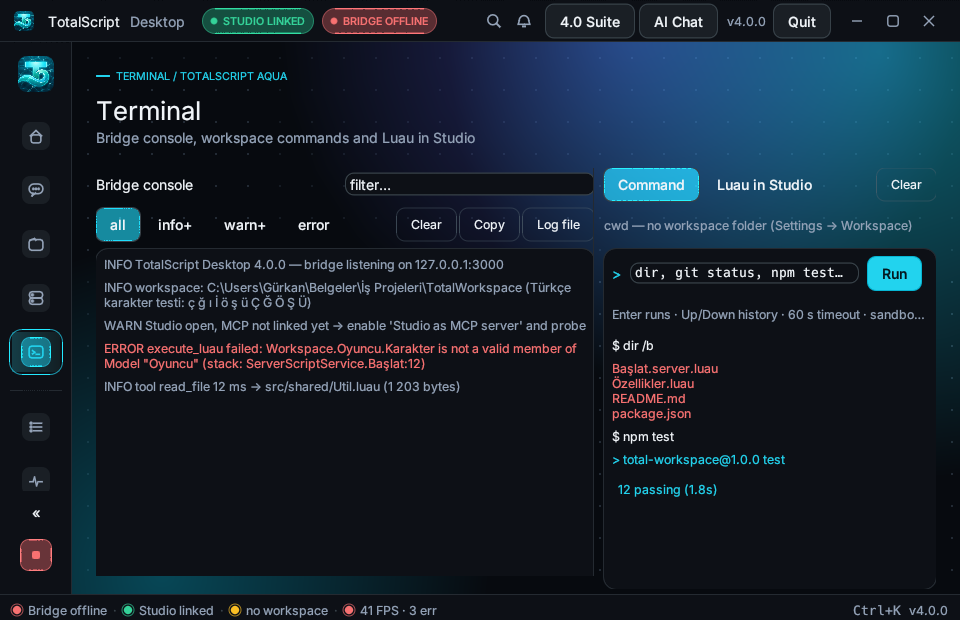 TotalScript Desktop
STUDIO LINKED
BRIDGE OFFLINE
4.0 Suite
AI Chat
v4.0.0
Quit
TERMINAL / TOTALSCRIPT AQUA
Terminal
Bridge console, workspace commands and Luau in Studio
Bridge console
filter...
Command
Luau in Studio
Clear
all
info+
warn+
error
Clear
Copy
Log file
cwd — no workspace folder (Settings → Workspace)
INFO TotalScript Desktop 4.0.0 — bridge listening on 127.0.0.1:3000
INFO workspace: C:\Users\Gürkan\Belgeler\İş Projeleri\TotalWorkspace (Türkçe
karakter testi: ç ğ ı İ ö ş ü Ç Ğ Ö Ş Ü)
WARN Studio open, MCP not linked yet → enable 'Studio as MCP server' and probe
ERROR execute_luau failed: Workspace.Oyuncu.Karakter is not a valid member of
Model "Oyuncu" (stack: ServerScriptService.Başlat:12)
INFO tool read_file 12 ms → src/shared/Util.luau (1 203 bytes)
> dir, git status, npm test…
Run
Enter runs · Up/Down history · 60 s timeout · sandbo...
$ dir /b
Başlat.server.luau
Özellikler.luau
README.md
package.json
$ npm test
> total-workspace@1.0.0 test
12 passing (1.8s)
«
Bridge offline · Studio linked · no workspace · 41 FPS · 3 err
Ctrl+K v4.0.0